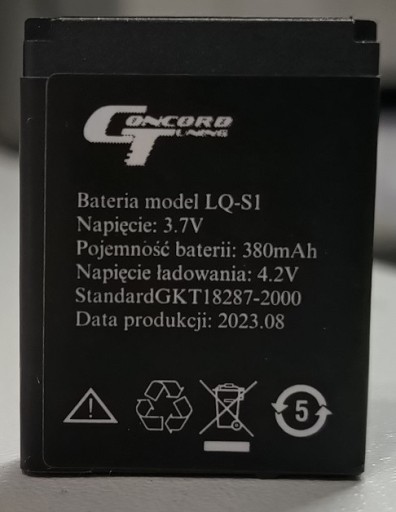 CONCORD
TUNING
Bateria model LQ-S1
Napięcie: 3.7V
Pojemność baterii: 380mAh
Napięcie ładowania: 4.2V
StandardGKT18287-2000
Data produkcji: 2023.08
5